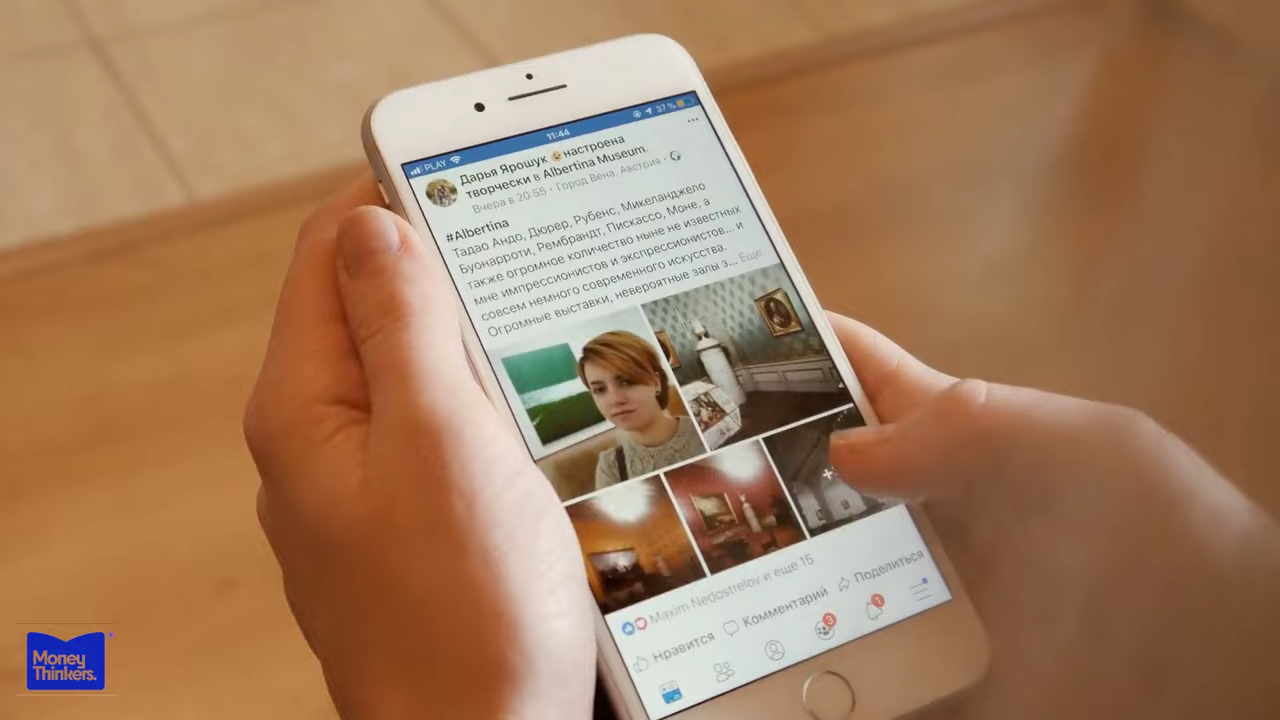 PLAY
11:44
37 %
Дарья Ярошук настроена
творчески в Albertina Museum.
Вчера в 20:55 · Город Вена, Австрия ·
#Albertina
Тадао Андо, Дюрер, Рубенс, Микеланджело
Буонарроти, Рембрандт, Пискассо, Моне, а
также огромное количество ныне не известных
мне импрессионистов и экспрессионистов... и
совсем немного современного искусства.
Огромные выставки, невероятные залы з... Еще
Maxim Nedostrelov и еще 15
Нравится
Комментарий
Поделиться
3
1
Money
Thinkers.